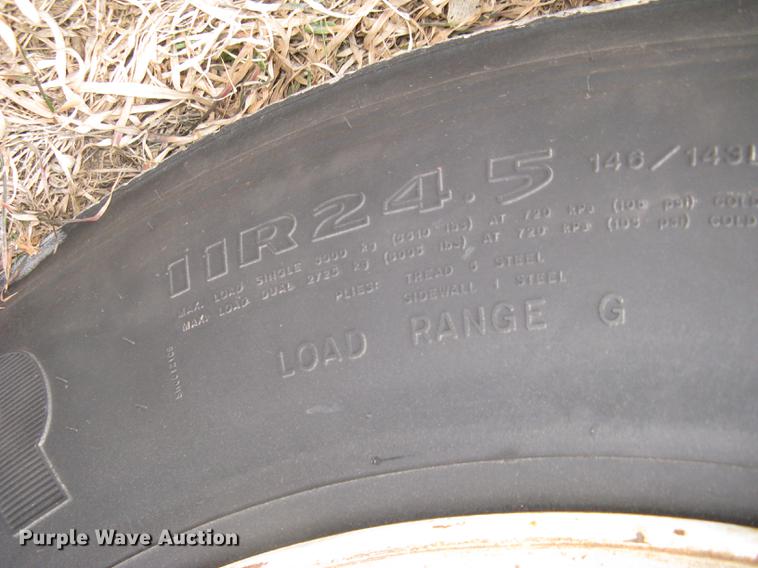 11R24.5 146/143L
MAX. LOAD SINGLE 3000 KG (6610 LBS) AT 720 KPA (105 PSI) COLD
MAX. LOAD DUAL 2725 KG (6005 LBS) AT 720 KPA (105 PSI) COLD
PLIES: TREAD 5 STEEL
SIDEWALL 1 STEEL
LOAD RANGE G
Purple Wave Auction